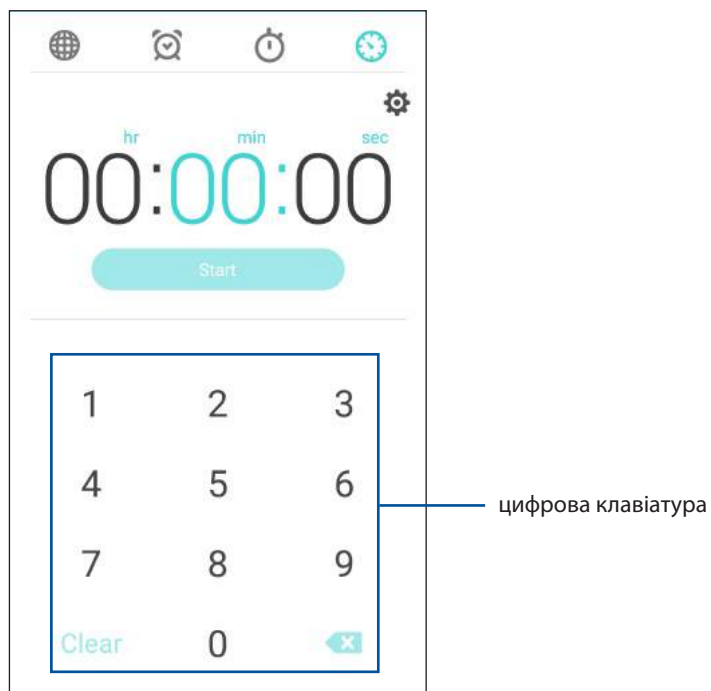 hr min sec
00:00:00
Start
1 2 3
4 5 6
цифрова клавіатура
7 8 9
Clear 0